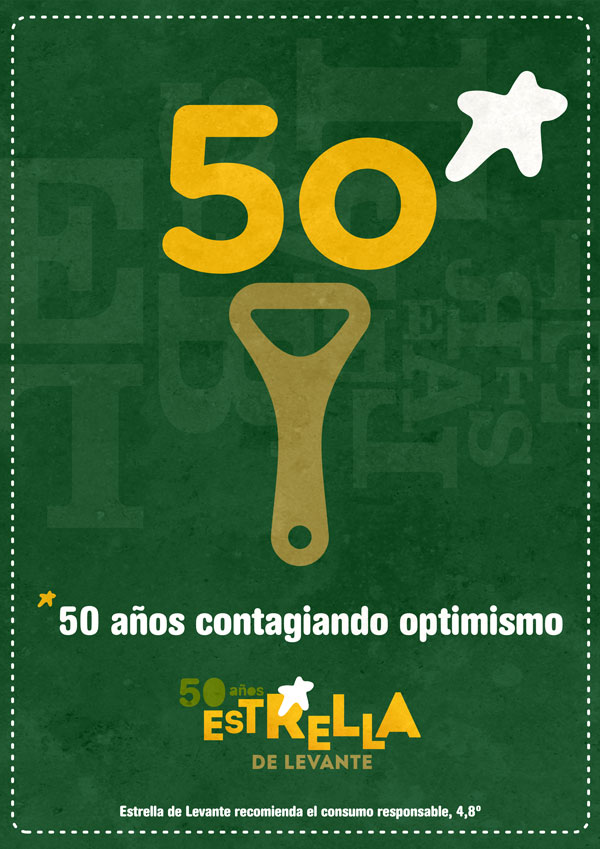 50
50 años contagiando optimismo
50 años
ESTRELLA
DE LEVANTE
Estrella de Levante recomienda el consumo responsable, 4,8º